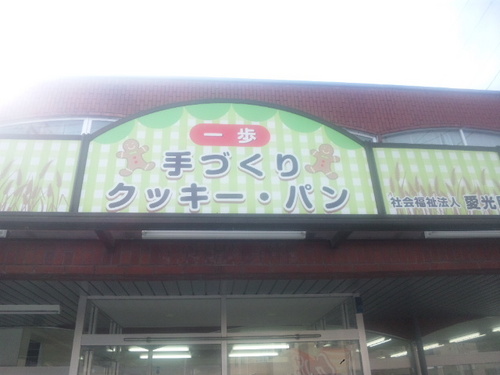 一歩
手づくり
クッキー・パン
社会福祉法人 愛光